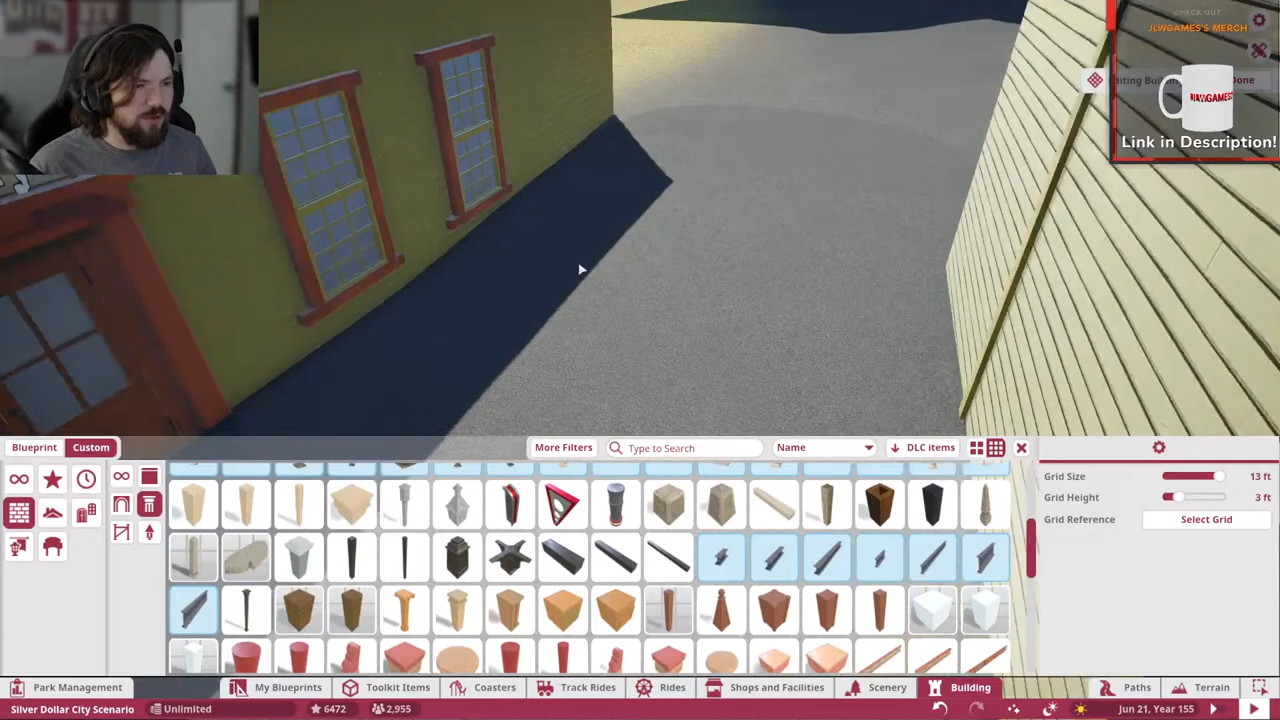 CHECK OUT
JLWGAMES'S MERCH
Done
JLWGAMES
Link in Description!
Blueprint
Custom
More Filters
Type to Search
Name
DLC items
Grid Size
13 ft
Grid Height
3 ft
Grid Reference
Select Grid
Park Management
My Blueprints
Toolkit Items
Coasters
Track Rides
Rides
Shops and Facilities
Scenery
Building
Paths
Terrain
Silver Dollar City Scenario
Unlimited
6472
2,955
Jun 21, Year 155